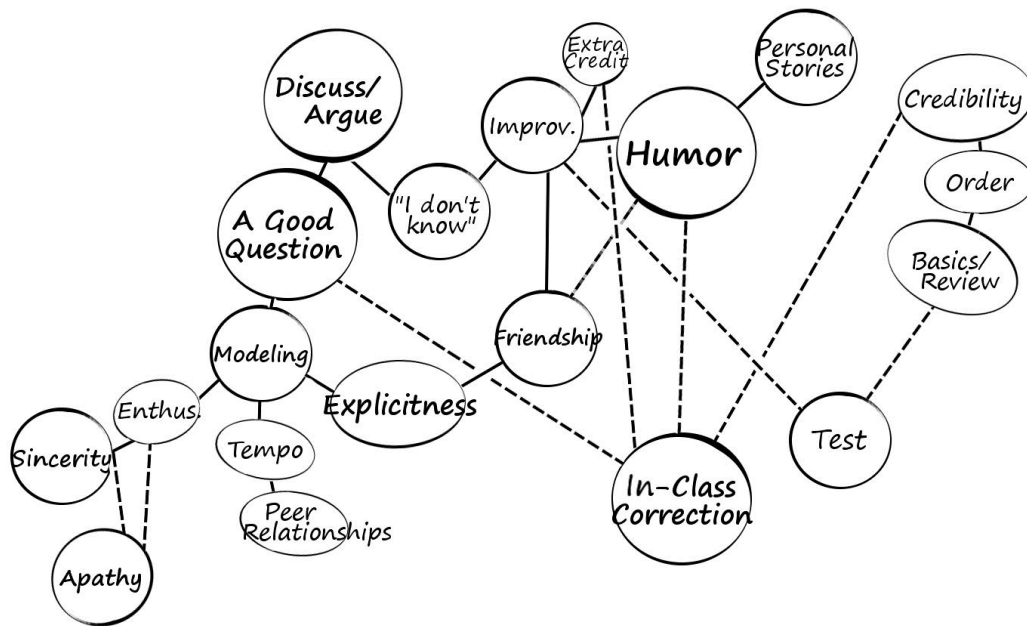 Extra
Credit
Personal
Stories
Discuss/
Argue
Improv.
Humor
Credibility
"I don't
know"
Order
A Good
Question
Basics/
Review
Friendship
Modeling
Explicitness
Enthus.
Sincerity
Tempo
Test
In-Class
Correction
Peer
Relationships
Apathy